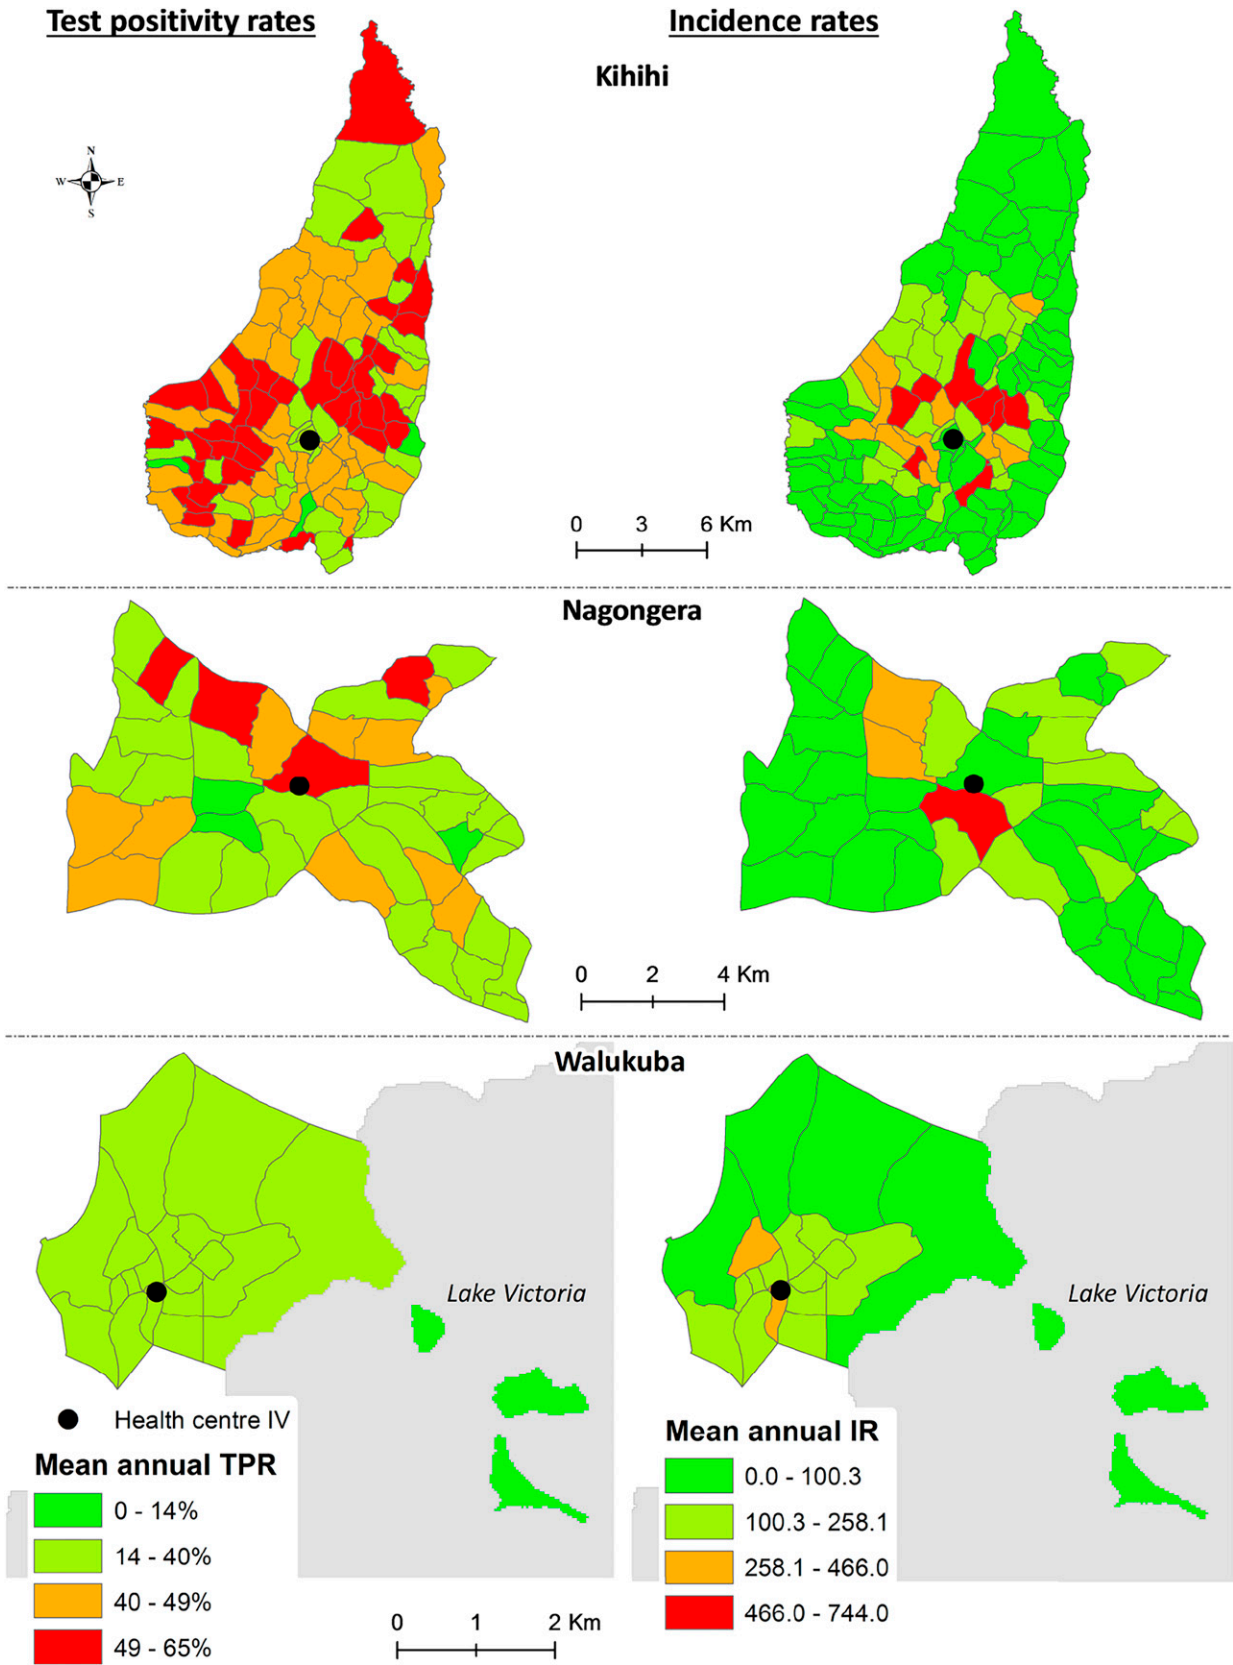 Test positivity rates
Incidence rates
Kihihi
N
W E
S
0 3 6 Km
Nagongera
0 2 4 Km
Walukuba
Lake Victoria
Lake Victoria
Health centre IV
Mean annual TPR
0 - 14%
14 - 40%
40 - 49%
49 - 65%
Mean annual IR
0.0 - 100.3
100.3 - 258.1
258.1 - 466.0
466.0 - 744.0
0 1 2 Km